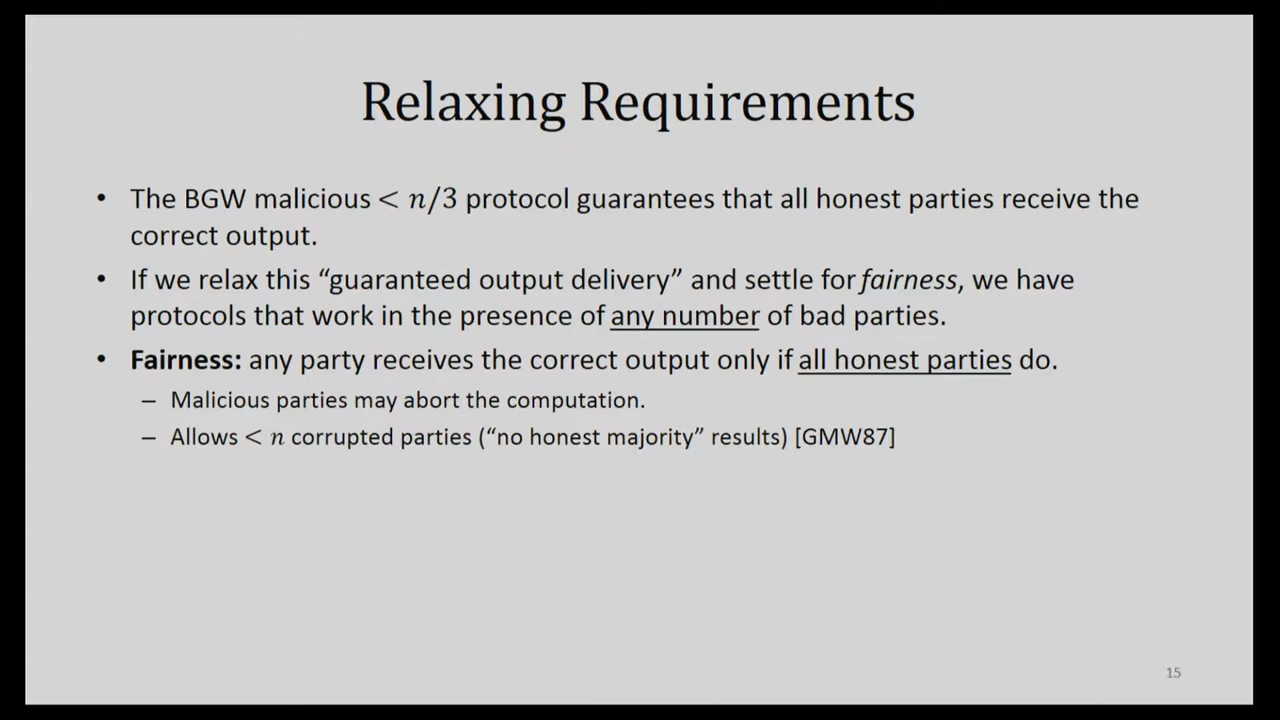 Relaxing Requirements
• The BGW malicious < n/3 protocol guarantees that all honest parties receive the
correct output.
• If we relax this “guaranteed output delivery” and settle for fairness, we have
protocols that work in the presence of any number of bad parties.
• Fairness: any party receives the correct output only if all honest parties do.
– Malicious parties may abort the computation.
– Allows < n corrupted parties (“no honest majority” results) [GMW87]
15